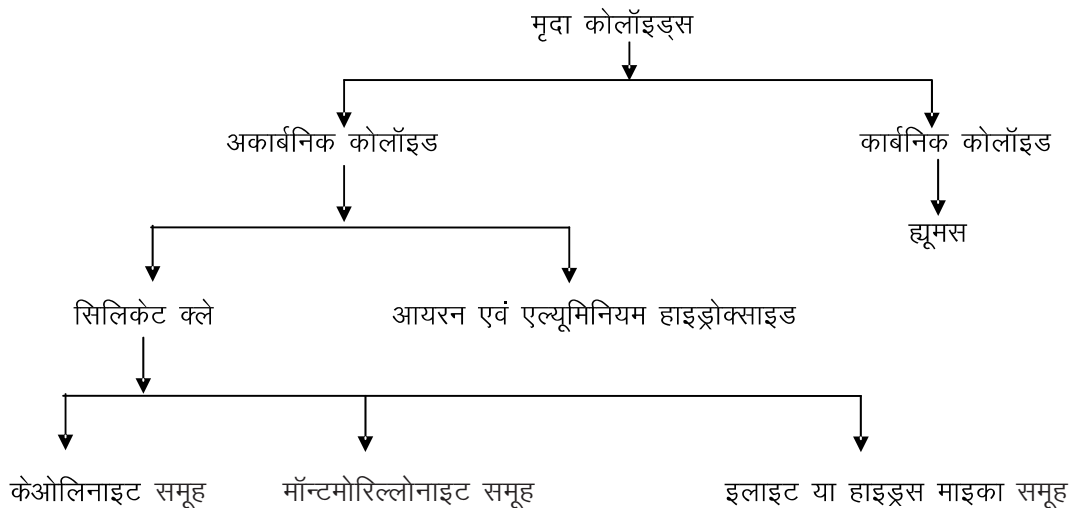 मृदा कोलॉइड्स
अकार्बनिक कोलॉइड
कार्बनिक कोलॉइड
ह्यूमस
सिलिकेट क्ले
आयरन एवं एल्यूमिनियम हाइड्रोक्साइड
केओलिनाइट समूह
मॉन्टमोरिल्लोनाइट समूह
इलाइट या हाइड्रस माइका समूह